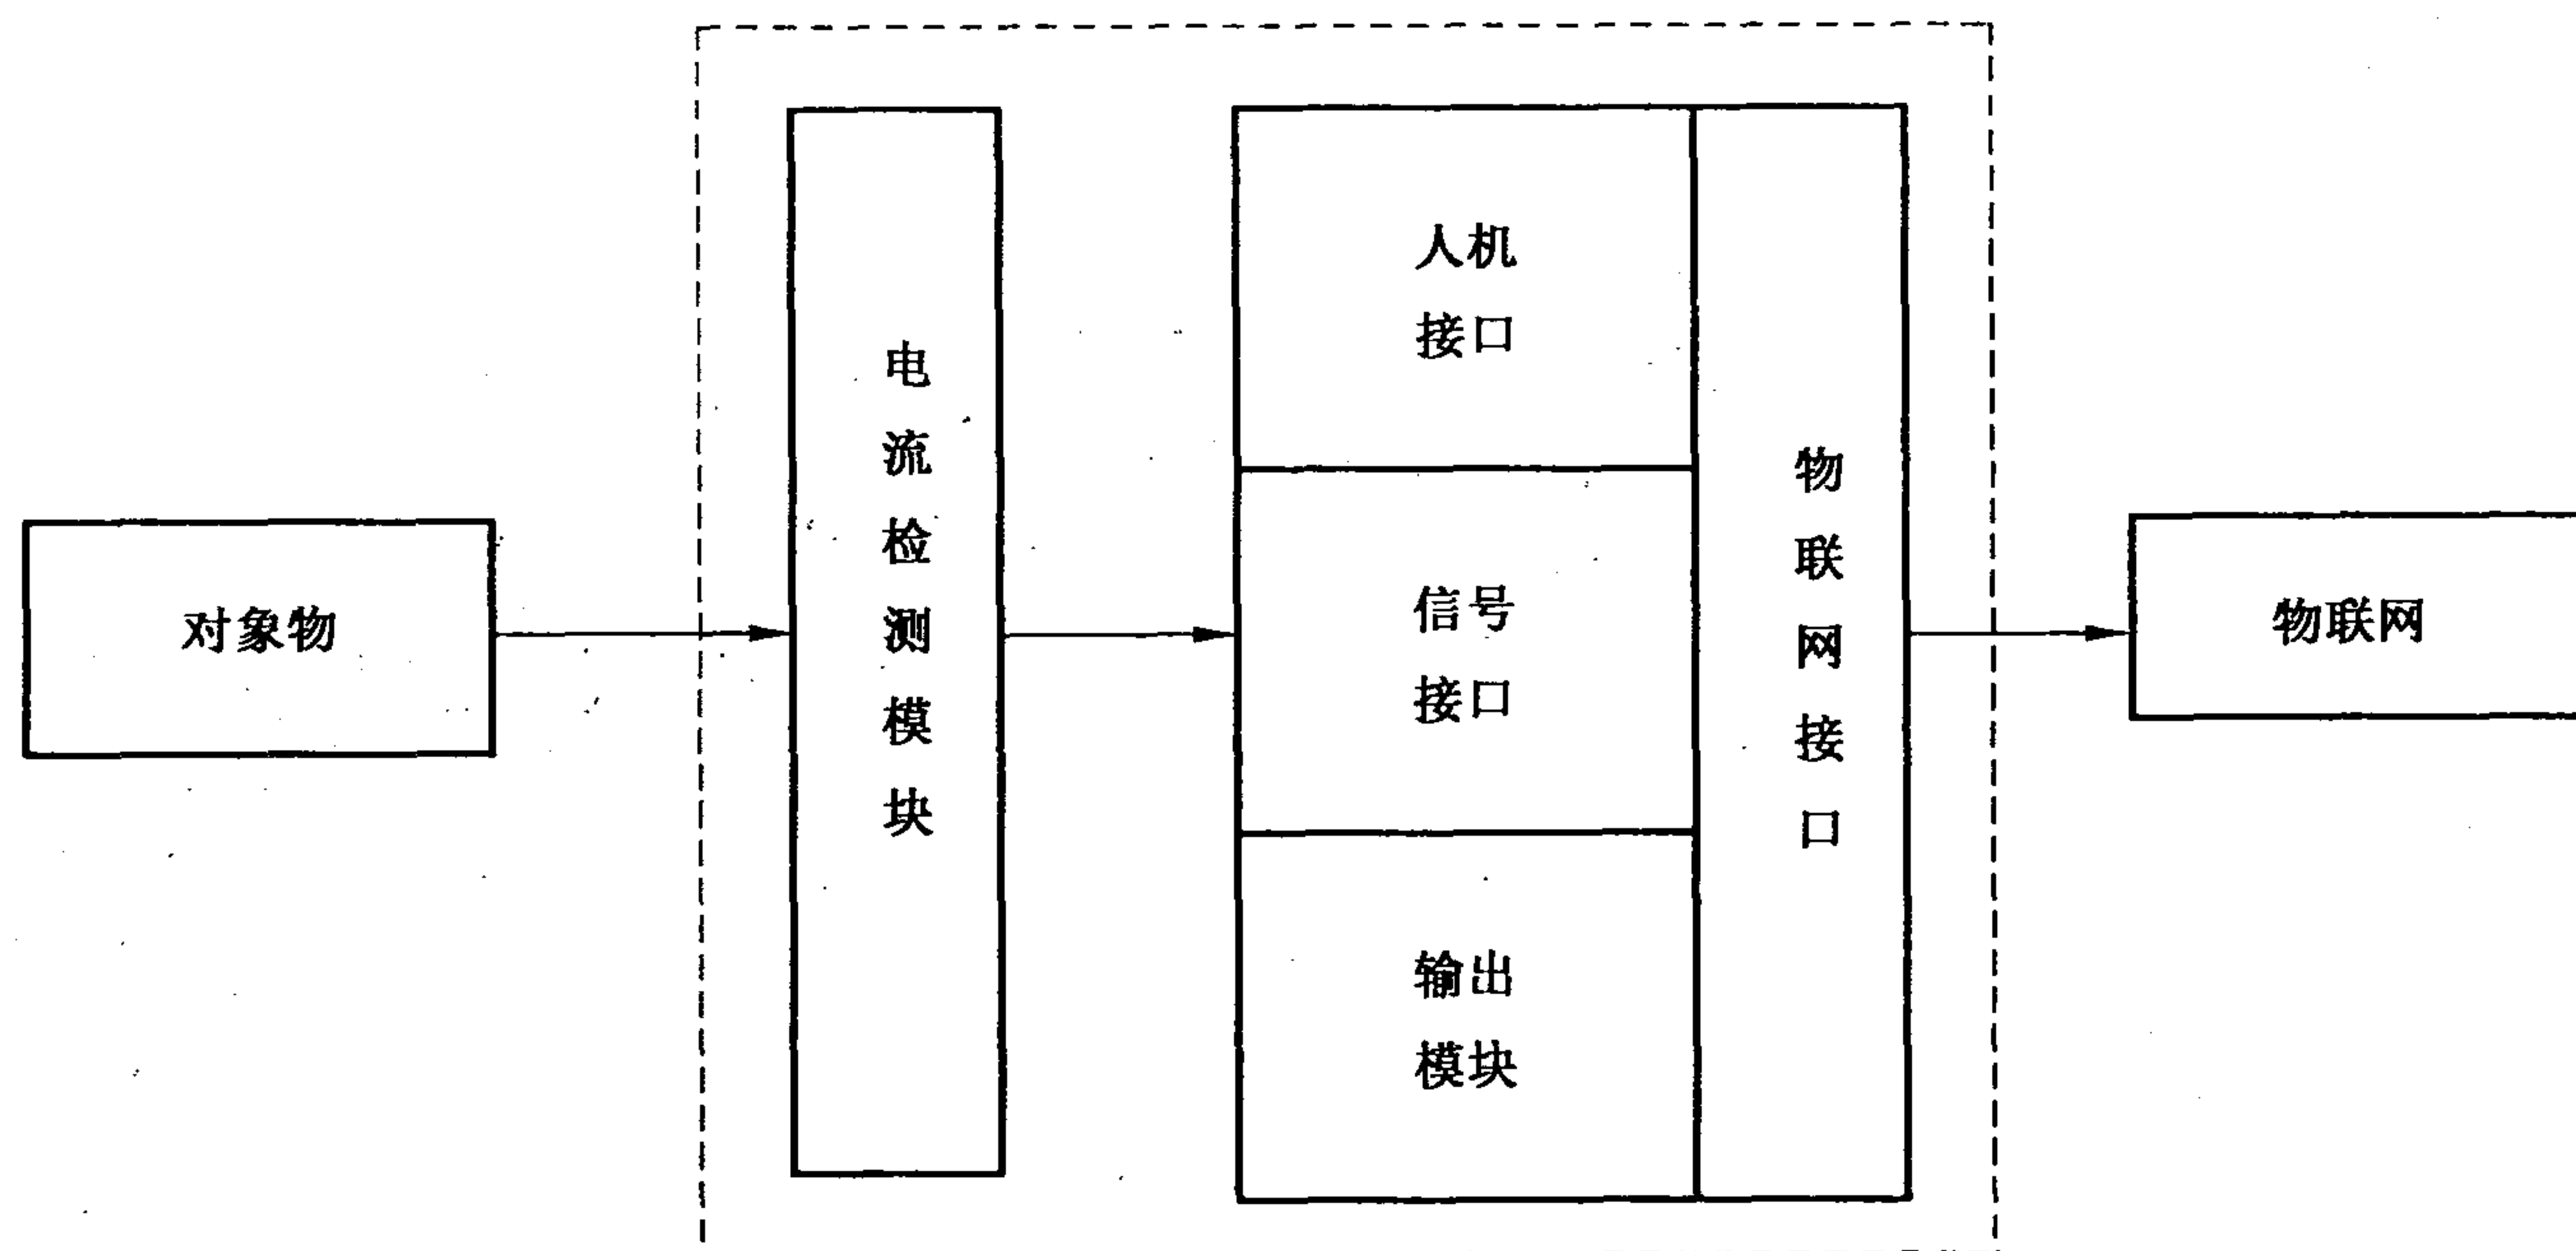 对象物
电流检测模块
人机
接口
信号
接口
输出
模块
物联网接口
物联网